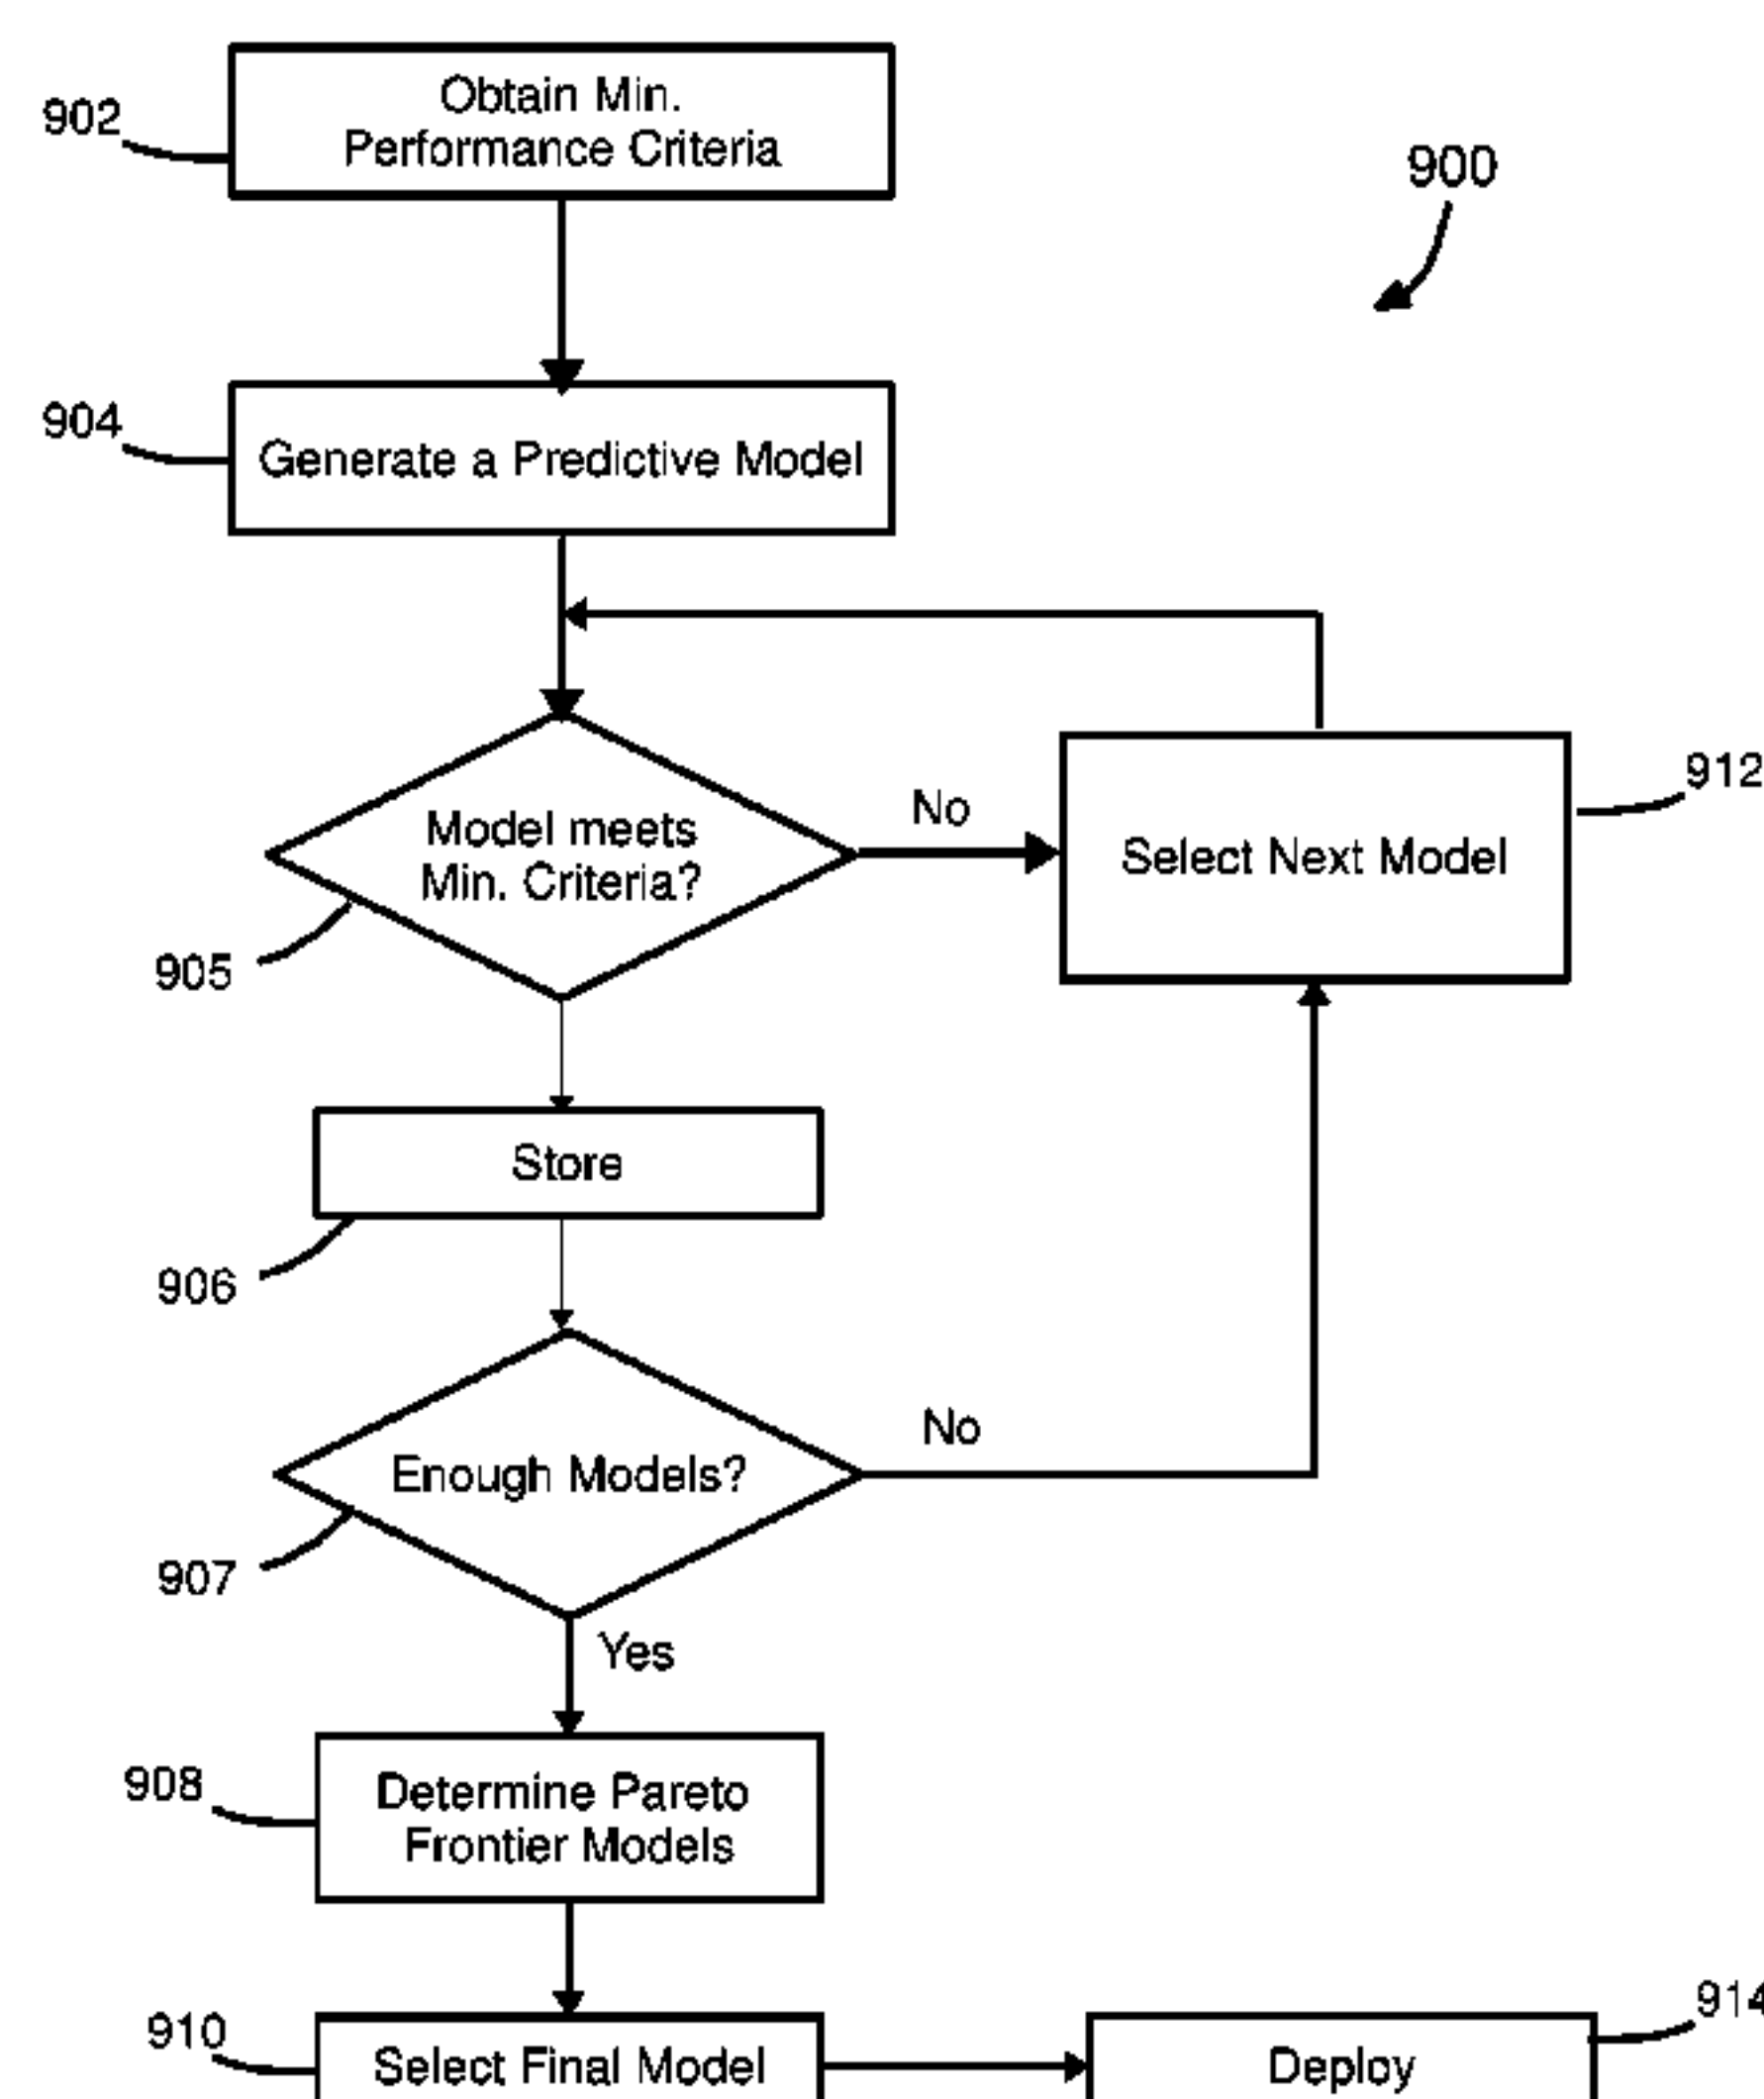 902
Obtain Min.
Performance Criteria
900
904
Generate a Predictive Model
Model meets
Min. Criteria?
No
Select Next Model
912
905
Store
906
Enough Models?
No
907
Yes
908
Determine Pareto
Frontier Models
910
Select Final Model
Deploy
914